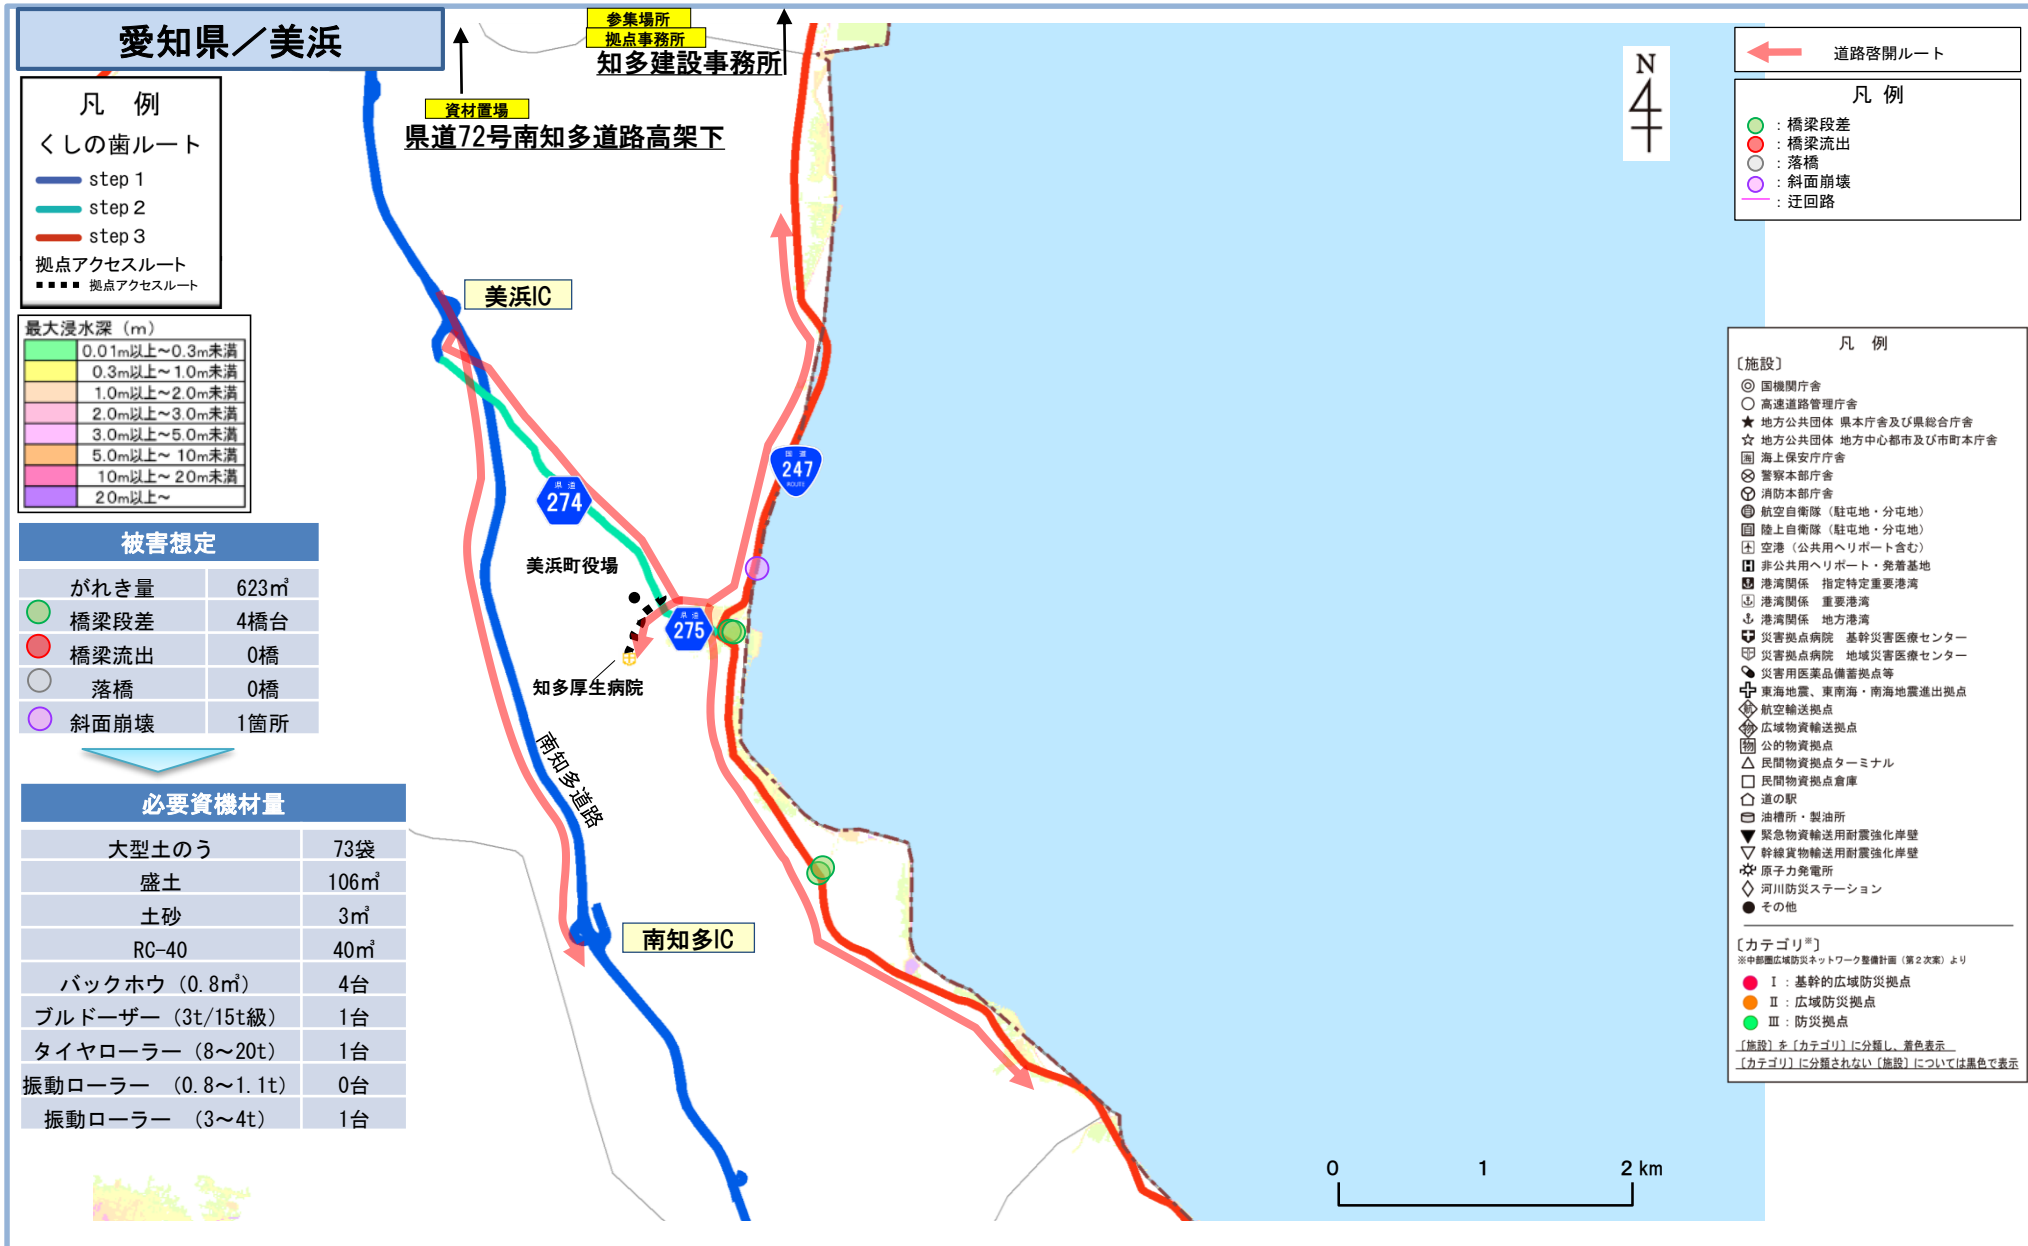 愛知県／美浜
参集場所
拠点事務所
知多建設事務所
資材置場
県道72号南知多道路高架下
凡　例
くしの歯ルート
step 1
step 2
step 3
拠点アクセスルート
拠点アクセスルート
最大浸水深（m）
0.01m以上～0.3m未満
0.3m以上～1.0m未満
1.0m以上～2.0m未満
2.0m以上～3.0m未満
3.0m以上～5.0m未満
5.0m以上～10m未満
10m以上～20m未満
20m以上～
被害想定
がれき量　623㎥
橋梁段差　4橋台
橋梁流出　0橋
落橋　0橋
斜面崩壊　1箇所
必要資機材量
大型土のう　73袋
盛土　106㎥
土砂　3㎥
RC-40　40㎥
バックホウ（0.8㎥）　4台
ブルドーザー（3t/15t級）　1台
タイヤローラー（8～20t）　1台
振動ローラー　（0.8～1.1t）　0台
振動ローラー　（3～4t）　1台
美浜IC
国道
247
ROUTE
県道
274
美浜町役場
県道
275
知多厚生病院
南知多道路
南知多IC
N
0　1　2 km
道路啓開ルート
凡 例
：橋梁段差
：橋梁流出
：落橋
：斜面崩壊
：迂回路
凡　例
〔施設〕
国機関庁舎
高速道路管理庁舎
地方公共団体 県本庁舎及び県総合庁舎
地方公共団体 地方中心都市及び市町本庁舎
海 海上保安庁庁舎
警察本部庁舎
消防本部庁舎
航空自衛隊（駐屯地・分屯地）
陸上自衛隊（駐屯地・分屯地）
空港（公共用ヘリポート含む）
非公共用ヘリポート・発着基地
港湾関係　指定特定重要港湾
港湾関係　重要港湾
港湾関係　地方港湾
災害拠点病院　基幹災害医療センター
災害拠点病院　地域災害医療センター
災害用医薬品備蓄拠点等
東海地震、東南海・南海地震進出拠点
航 航空輸送拠点
物 広域物資輸送拠点
物 公的物資拠点
民間物資拠点ターミナル
民間物資拠点倉庫
道の駅
油槽所・製油所
緊急物資輸送用耐震強化岸壁
幹線貨物輸送用耐震強化岸壁
原子力発電所
河川防災ステーション
その他
〔カテゴリ※〕
※中部圏広域防災ネットワーク整備計画（第２次案）より
Ⅰ：基幹的広域防災拠点
Ⅱ：広域防災拠点
Ⅲ：防災拠点
〔施設〕を〔カテゴリ〕に分類し、着色表示
〔カテゴリ〕に分類されない〔施設〕については黒色で表示